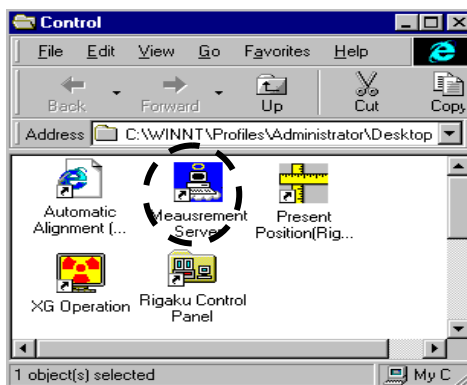 Control
File Edit View Go Favorites Help
Back Forward Up Cut Copy
Address C:\WINNT\Profiles\Administrator\Desktop
Automatic
Alignment (...
Meausrement
Server
Present
Position(Rig...
XG Operation
Rigaku Control
Panel
1 object(s) selected
My C